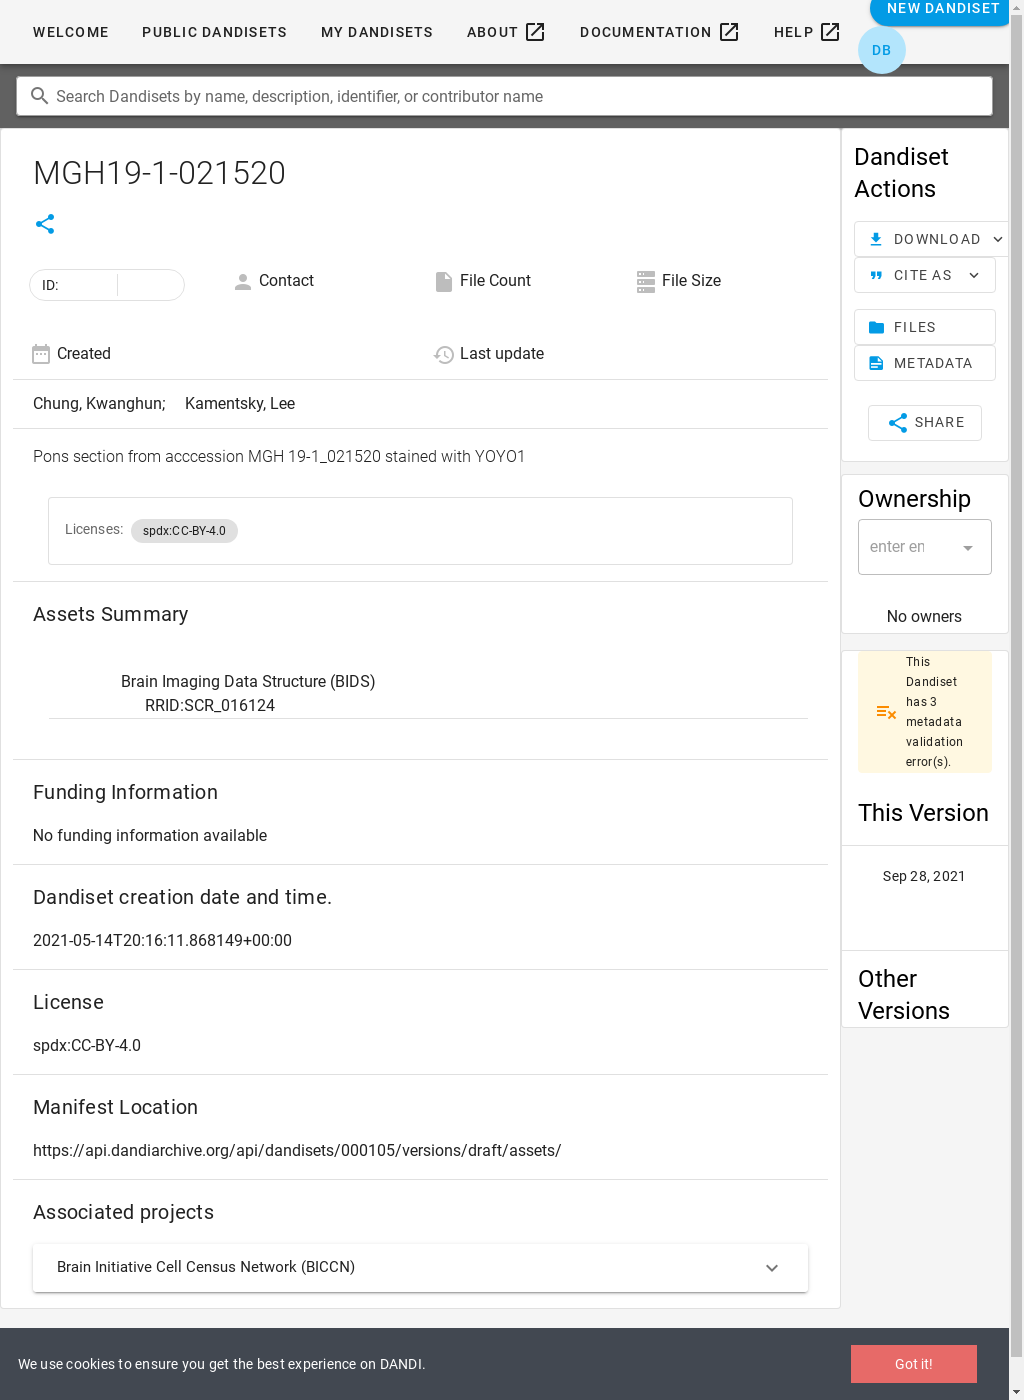 WELCOME PUBLIC DANDISETS MY DANDISETS ABOUT DOCUMENTATION HELP NEW DANDISET
DB
Search Dandisets by name, description, identifier, or contributor name
MGH19-1-021520
ID:
Contact
File Count
File Size
Created
Last update
Chung, Kwanghun; Kamentsky, Lee
Pons section from acccession MGH 19-1_021520 stained with YOYO1
Licenses: spdx:CC-BY-4.0
Assets Summary
Brain Imaging Data Structure (BIDS)
RRID:SCR_016124
Funding Information
No funding information available
Dandiset creation date and time.
2021-05-14T20:16:11.868149+00:00
License
spdx:CC-BY-4.0
Manifest Location
https://api.dandiarchive.org/api/dandisets/000105/versions/draft/assets/
Associated projects
Brain Initiative Cell Census Network (BICCN)
Dandiset
Actions
DOWNLOAD
CITE AS
FILES
METADATA
SHARE
Ownership
enter en
No owners
This
Dandiset
has 3
metadata
validation
error(s).
This Version
Sep 28, 2021
Other
Versions
We use cookies to ensure you get the best experience on DANDI.
Got it!